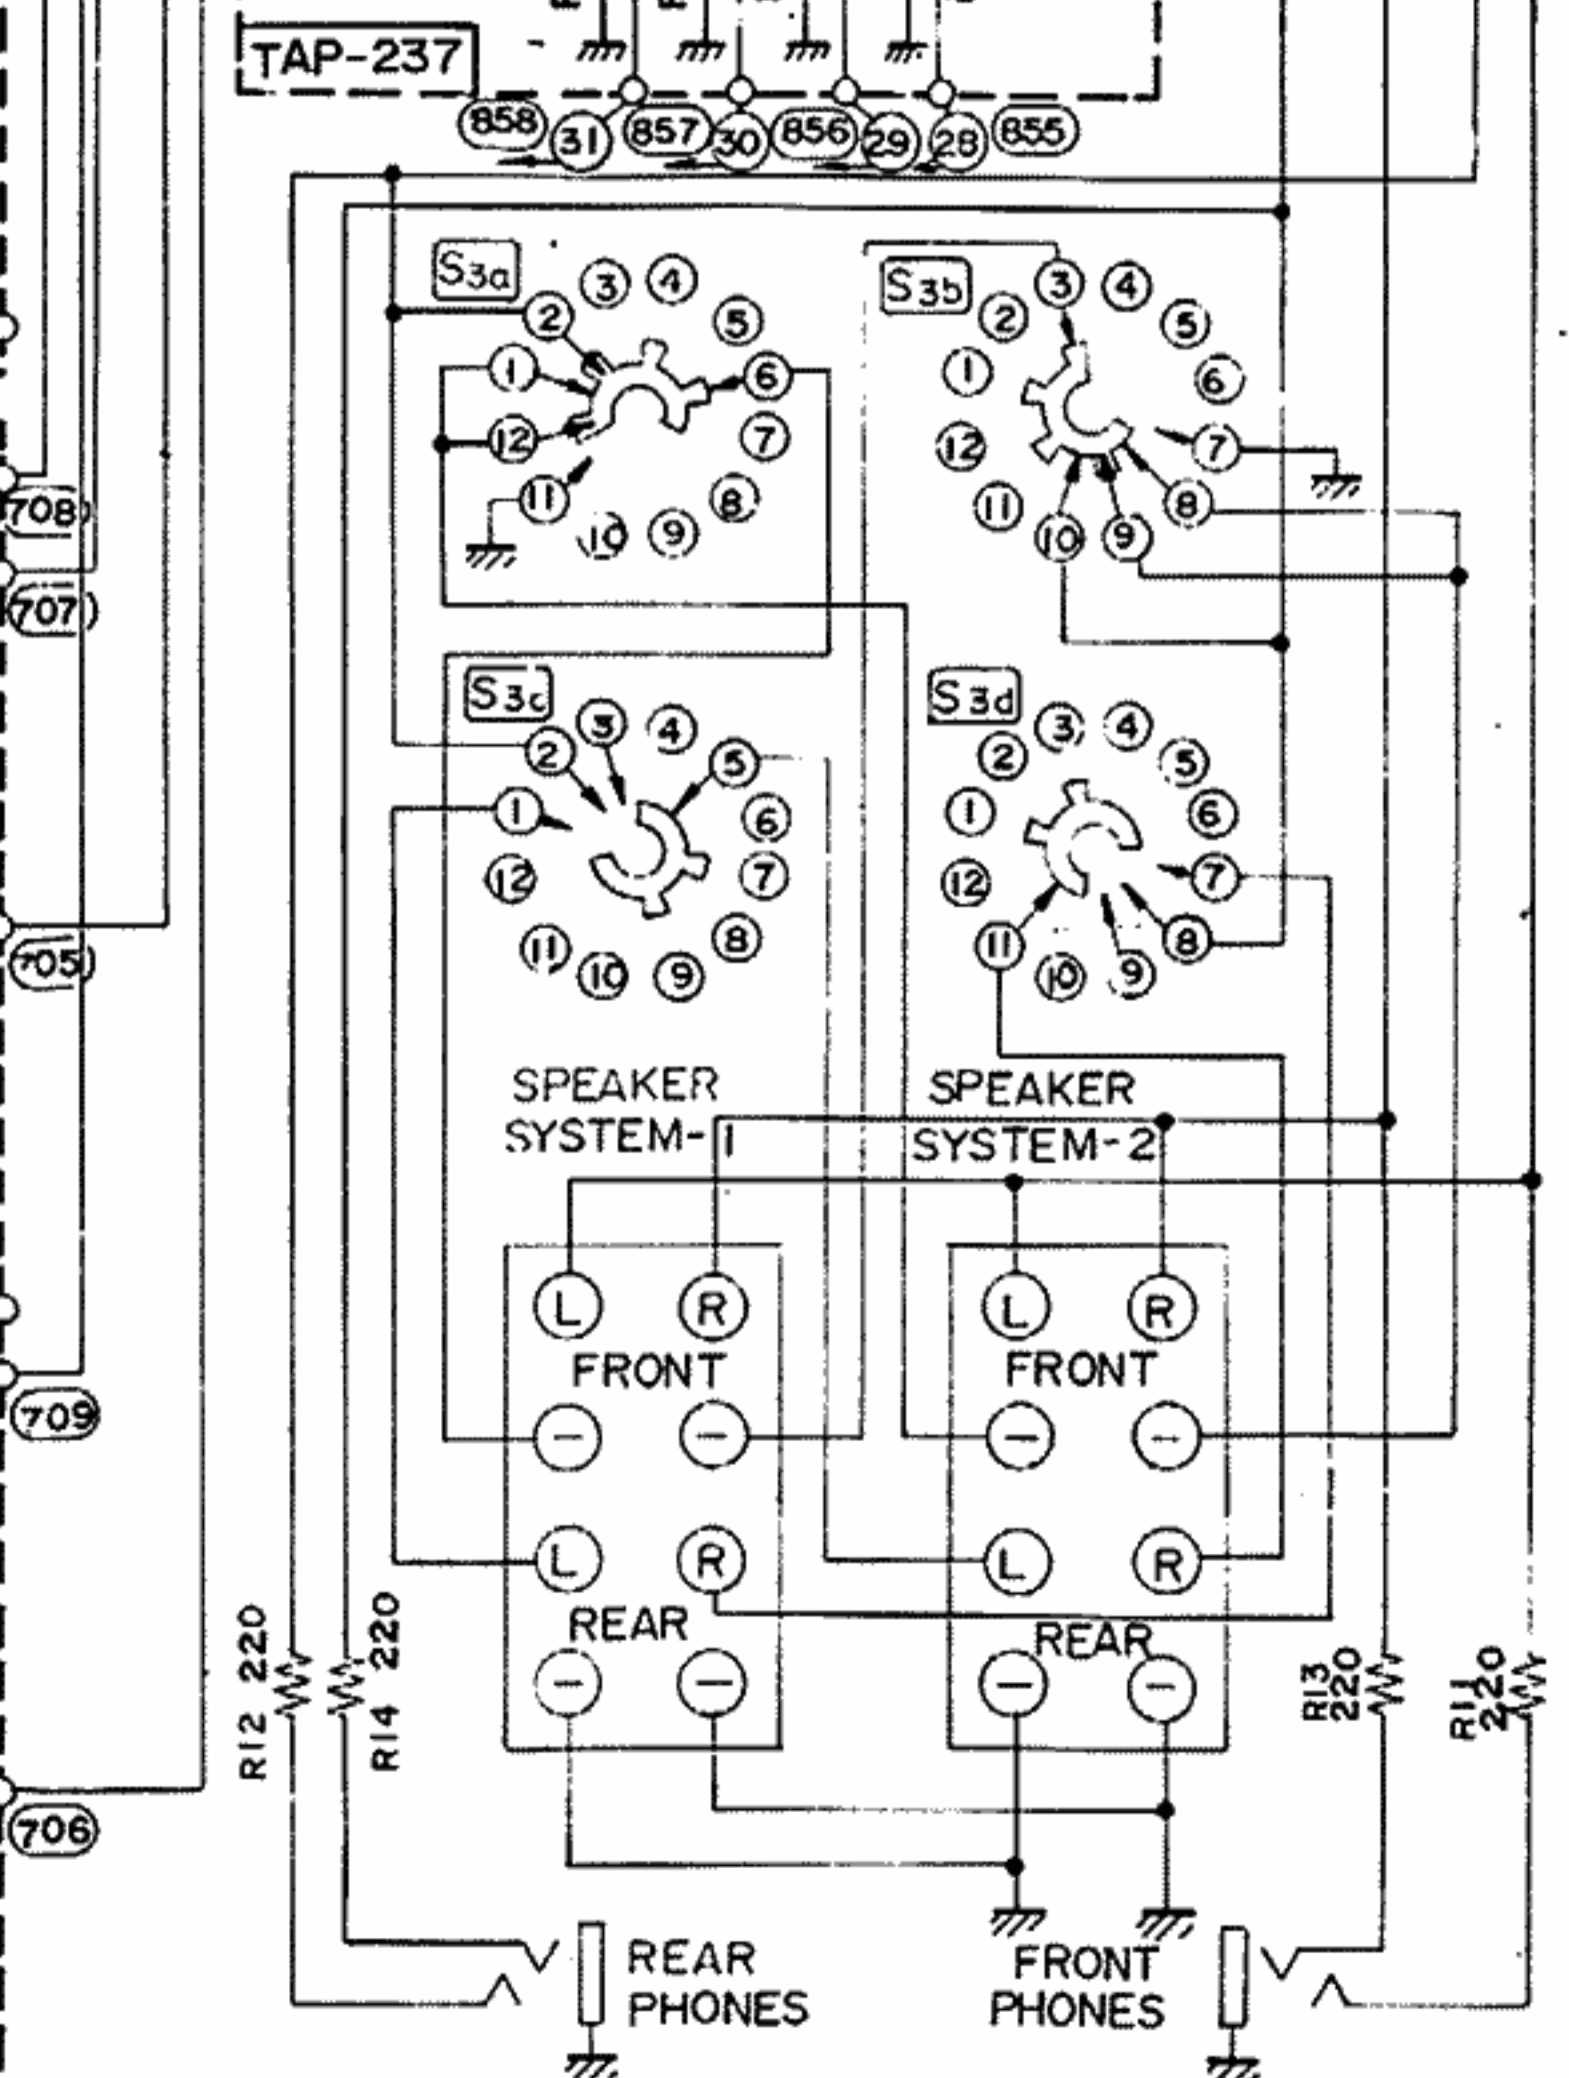 TAP-237
858 31 857 30 856 29 28 855
S3a
1 2 3 4 5 6 7 8 9 10 11 12
S3b
1 2 3 4 5 6 7 8 9 10 11 12
708
707
S3c
1 2 3 4 5 6 7 8 9 10 11 12
S3d
1 2 3 4 5 6 7 8 9 10 11 12
705
SPEAKER
SYSTEM-1
SPEAKER
SYSTEM-2
L R
FRONT
− −
L R
REAR
− −
L R
FRONT
− −
L R
REAR
− −
709
R12 220
R14 220
R13
220
R11
220
706
REAR
PHONES
FRONT
PHONES